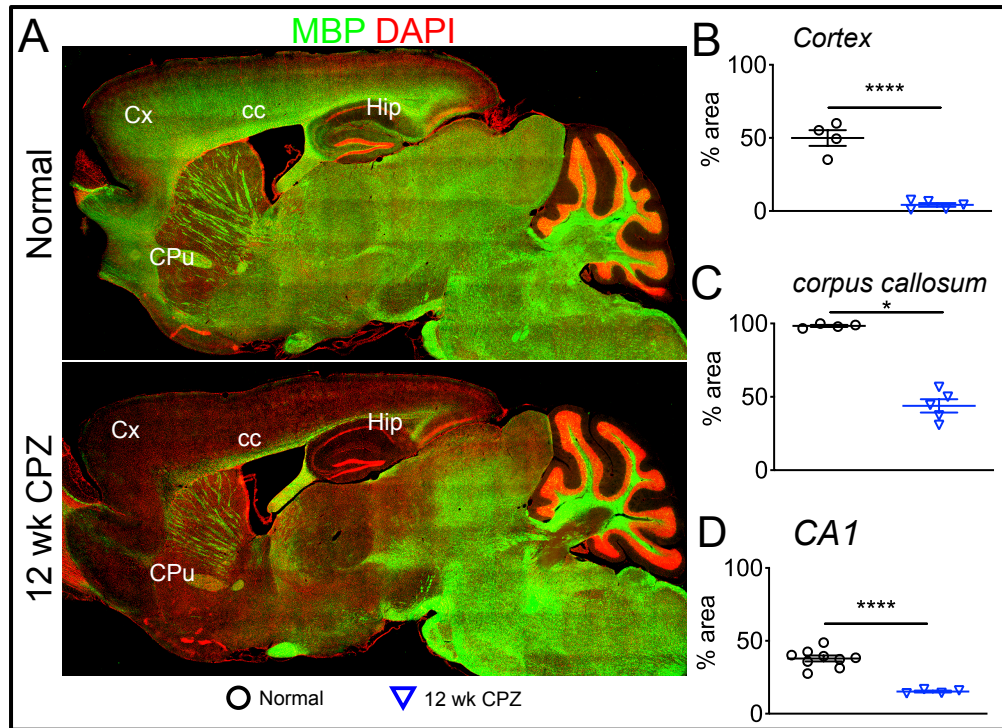 A
MBP DAPI
Normal
Cx
cc
Hip
CPu
12 wk CPZ
Cx
cc
Hip
CPu
Normal
12 wk CPZ
B
Cortex
% area
100
50
0
****
C
corpus callosum
% area
100
50
0
*
D
CA1
% area
100
50
0
****